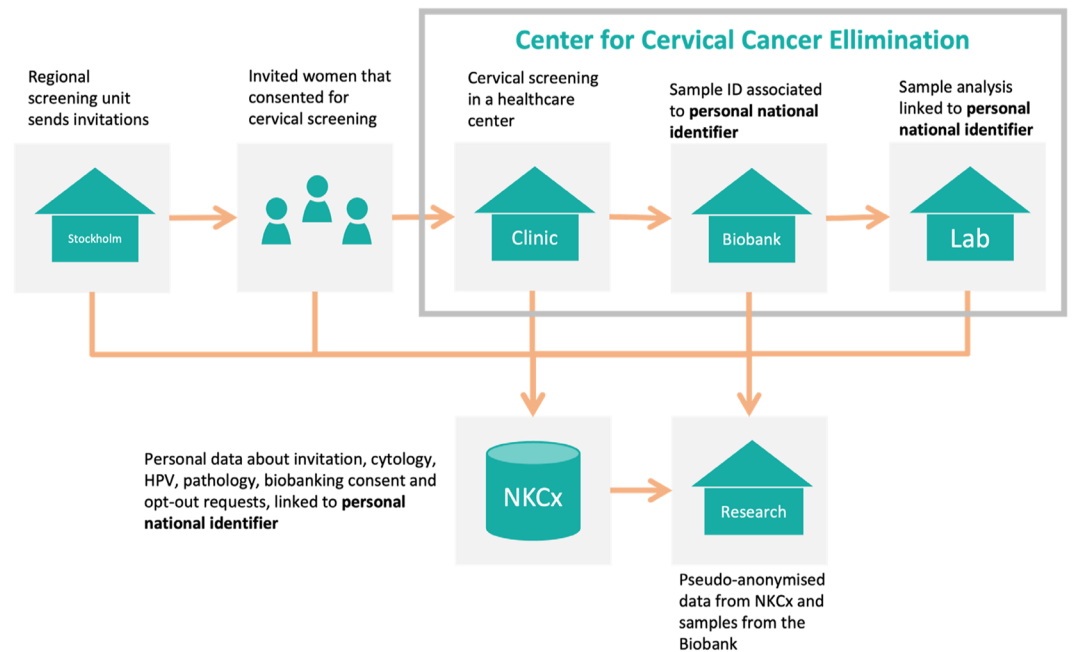 Center for Cervical Cancer Ellimination
Regional
screening unit
sends invitations
Invited women that
consented for
cervical screening
Cervical screening
in a healthcare
center
Sample ID associated
to personal national
identifier
Sample analysis
linked to personal
national identifier
Stockholm
Clinic
Biobank
Lab
Personal data about invitation, cytology,
HPV, pathology, biobanking consent and
opt-out requests, linked to personal
national identifier
NKCx
Research
Pseudo-anonymised
data from NKCx and
samples from the
Biobank